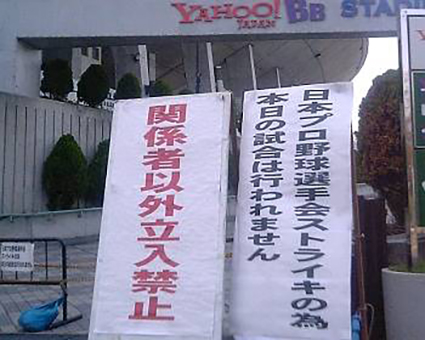 YAHOO! BB STADI
JAPAN
日本プロ野球選手会ストライキの為
本日の試合は行われません
関係者以外立入禁止